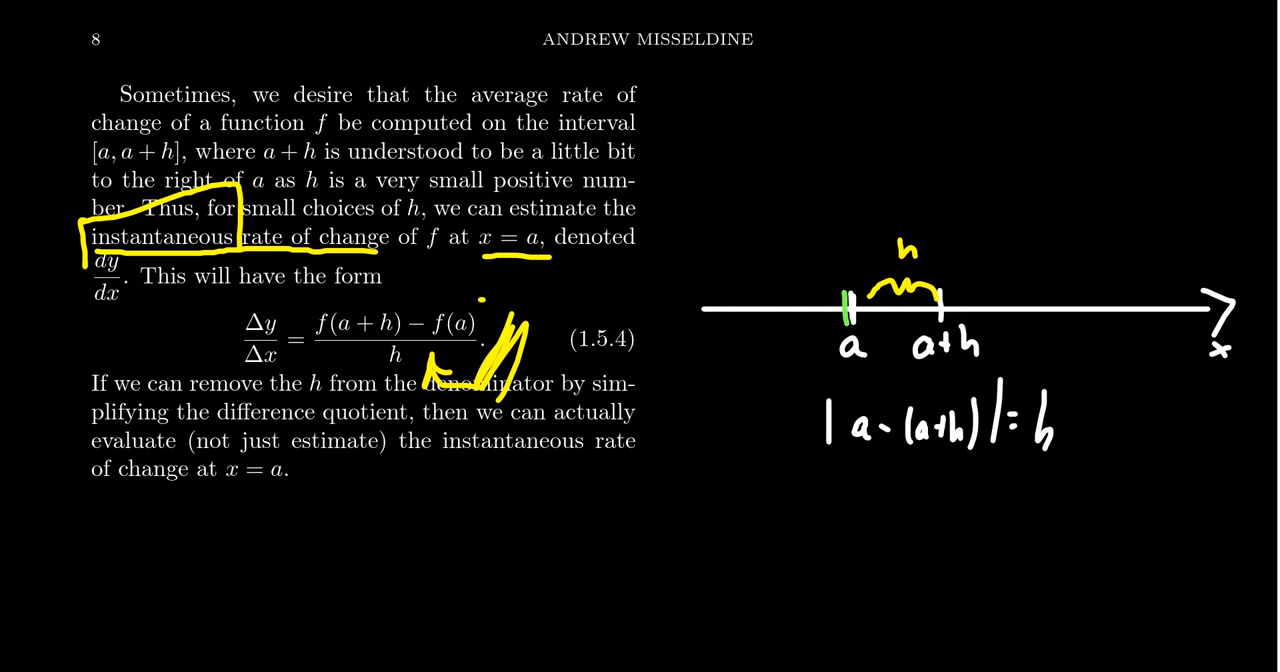 8 ANDREW MISSELDINE
Sometimes, we desire that the average rate of
change of a function f be computed on the interval
[a, a + h], where a + h is understood to be a little bit
to the right of a as h is a very small positive num-
ber. Thus, for small choices of h, we can estimate the
instantaneous rate of change of f at x = a, denoted
dy/dx. This will have the form
Δy/Δx = (f(a + h) − f(a))/h. (1.5.4)
If we can remove the h from the denominator by sim-
plifying the difference quotient, then we can actually
evaluate (not just estimate) the instantaneous rate
of change at x = a.
h
a a+h x
|a - (a+h)| = h